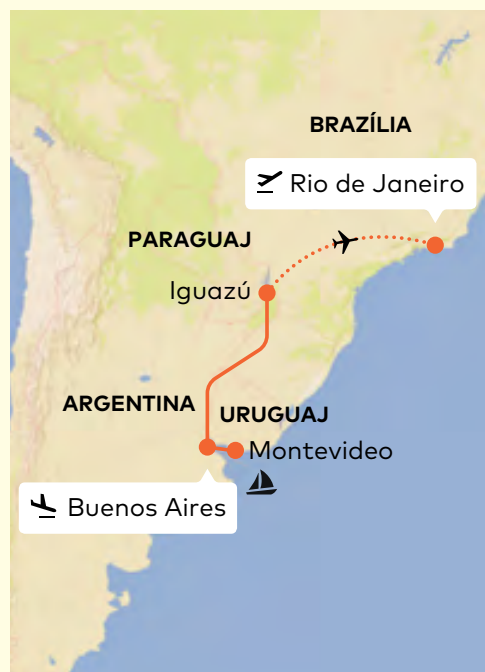 BRAZÍLIA
Rio de Janeiro
PARAGUAJ
Iguazú
ARGENTINA
URUGUAJ
Montevideo
Buenos Aires